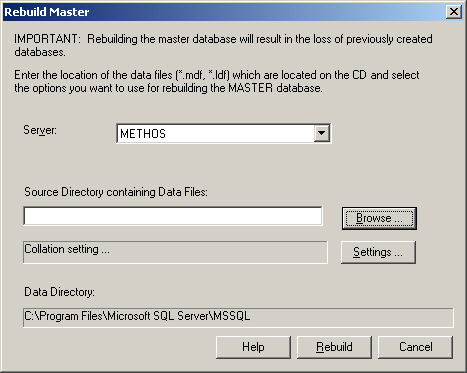 Rebuild Master
IMPORTANT:  Rebuilding the master database will result in the loss of previously created
databases.
Enter the location of the data files (*.mdf, *.ldf) which are located on the CD and select
the options you want to use for rebuilding the MASTER database.
Server:
METHOS
Source Directory containing Data Files:
Browse ...
Collation setting ...
Settings ...
Data Directory:
C:\Program Files\Microsoft SQL Server\MSSQL
Help
Rebuild
Cancel